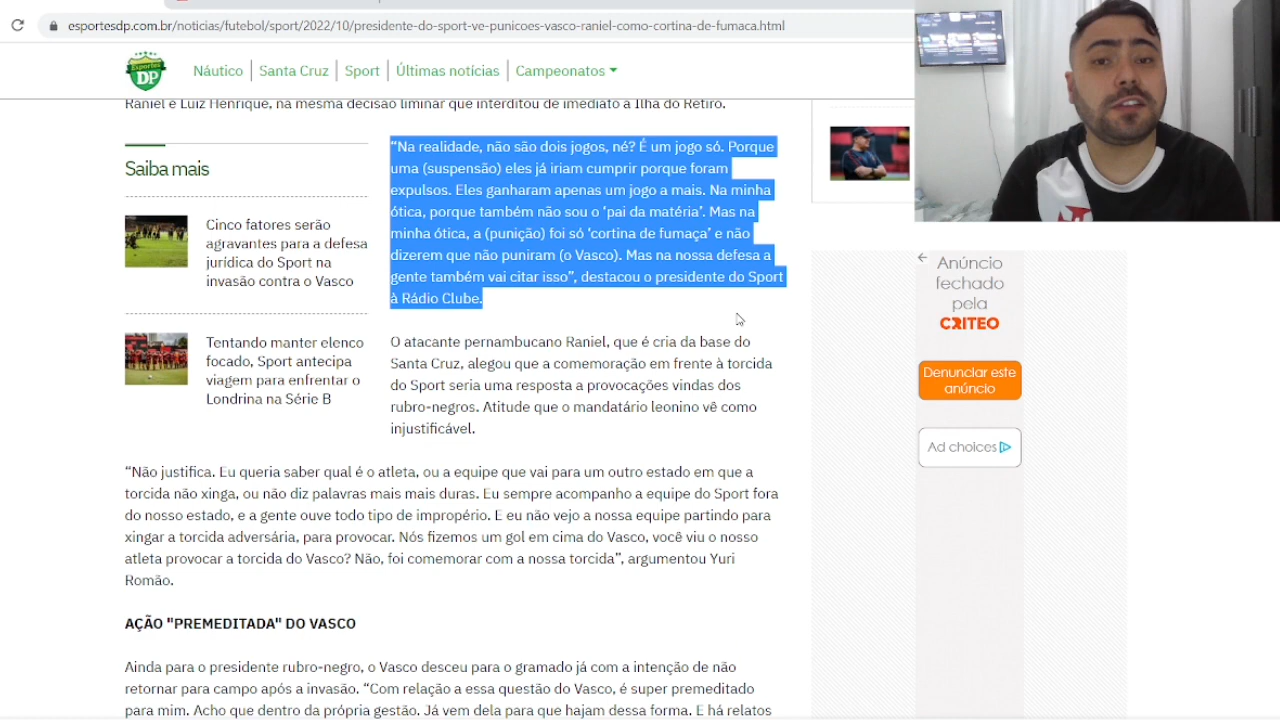 esportesdp.com.br/noticias/futebol/sport/2022/10/presidente-do-sport-ve-punicoes-vasco-raniel-como-cortina-de-fumaca.html
Esportes
DP
Náutico
Santa Cruz
Sport
Últimas notícias
Campeonatos
Raniel e Luiz Henrique, na mesma decisão liminar que interditou de imediato a Ilha do Retiro.
Saiba mais
Cinco fatores serão
agravantes para a defesa
jurídica do Sport na
invasão contra o Vasco
Tentando manter elenco
focado, Sport antecipa
viagem para enfrentar o
Londrina na Série B
“Na realidade, não são dois jogos, né? É um jogo só. Porque
uma (suspensão) eles já iriam cumprir porque foram
expulsos. Eles ganharam apenas um jogo a mais. Na minha
ótica, porque também não sou o ‘pai da matéria’. Mas na
minha ótica, a (punição) foi só ‘cortina de fumaça’ e não
dizerem que não puniram (o Vasco). Mas na nossa defesa a
gente também vai citar isso”, destacou o presidente do Sport
à Rádio Clube.
O atacante pernambucano Raniel, que é cria da base do
Santa Cruz, alegou que a comemoração em frente à torcida
do Sport seria uma resposta a provocações vindas dos
rubro-negros. Atitude que o mandatário leonino vê como
injustificável.
“Não justifica. Eu queria saber qual é o atleta, ou a equipe que vai para um outro estado em que a
torcida não xinga, ou não diz palavras mais mais duras. Eu sempre acompanho a equipe do Sport fora
do nosso estado, e a gente ouve todo tipo de impropério. E eu não vejo a nossa equipe partindo para
xingar a torcida adversária, para provocar. Nós fizemos um gol em cima do Vasco, você viu o nosso
atleta provocar a torcida do Vasco? Não, foi comemorar com a nossa torcida”, argumentou Yuri
Romão.
AÇÃO "PREMEDITADA" DO VASCO
Ainda para o presidente rubro-negro, o Vasco desceu para o gramado já com a intenção de não
retornar para campo após a invasão. “Com relação a essa questão do Vasco, é super premeditado
para mim. Acho que dentro da própria gestão. Já vem dela para que hajam dessa forma. E há relatos
Anúncio
fechado
pela
CRITEO
Denunciar este
anúncio
Ad choices